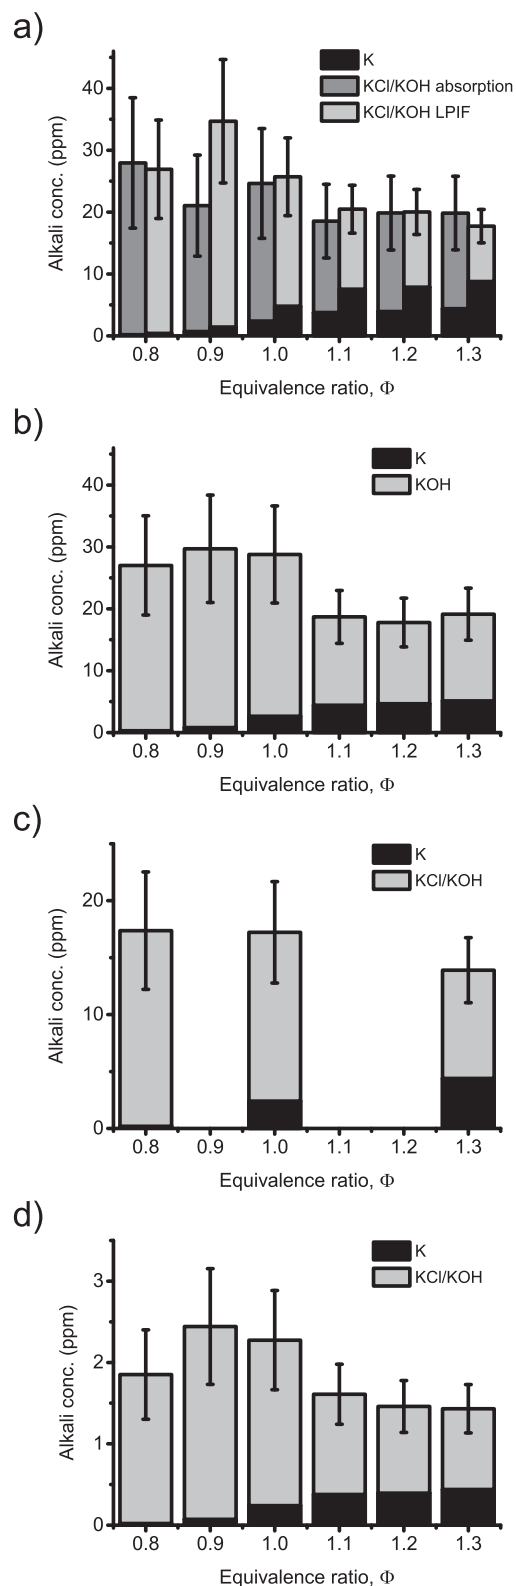 a)
K
KCl/KOH absorption
KCl/KOH LPIF
Alkali conc. (ppm)
40
30
20
10
0
0.8 0.9 1.0 1.1 1.2 1.3
Equivalence ratio, Φ
b)
K
KOH
Alkali conc. (ppm)
40
30
20
10
0
0.8 0.9 1.0 1.1 1.2 1.3
Equivalence ratio, Φ
c)
K
KCl/KOH
Alkali conc. (ppm)
20
10
0
0.8 0.9 1.0 1.1 1.2 1.3
Equivalence ratio, Φ
d)
K
KCl/KOH
Alkali conc. (ppm)
3
2
1
0
0.8 0.9 1.0 1.1 1.2 1.3
Equivalence ratio, Φ